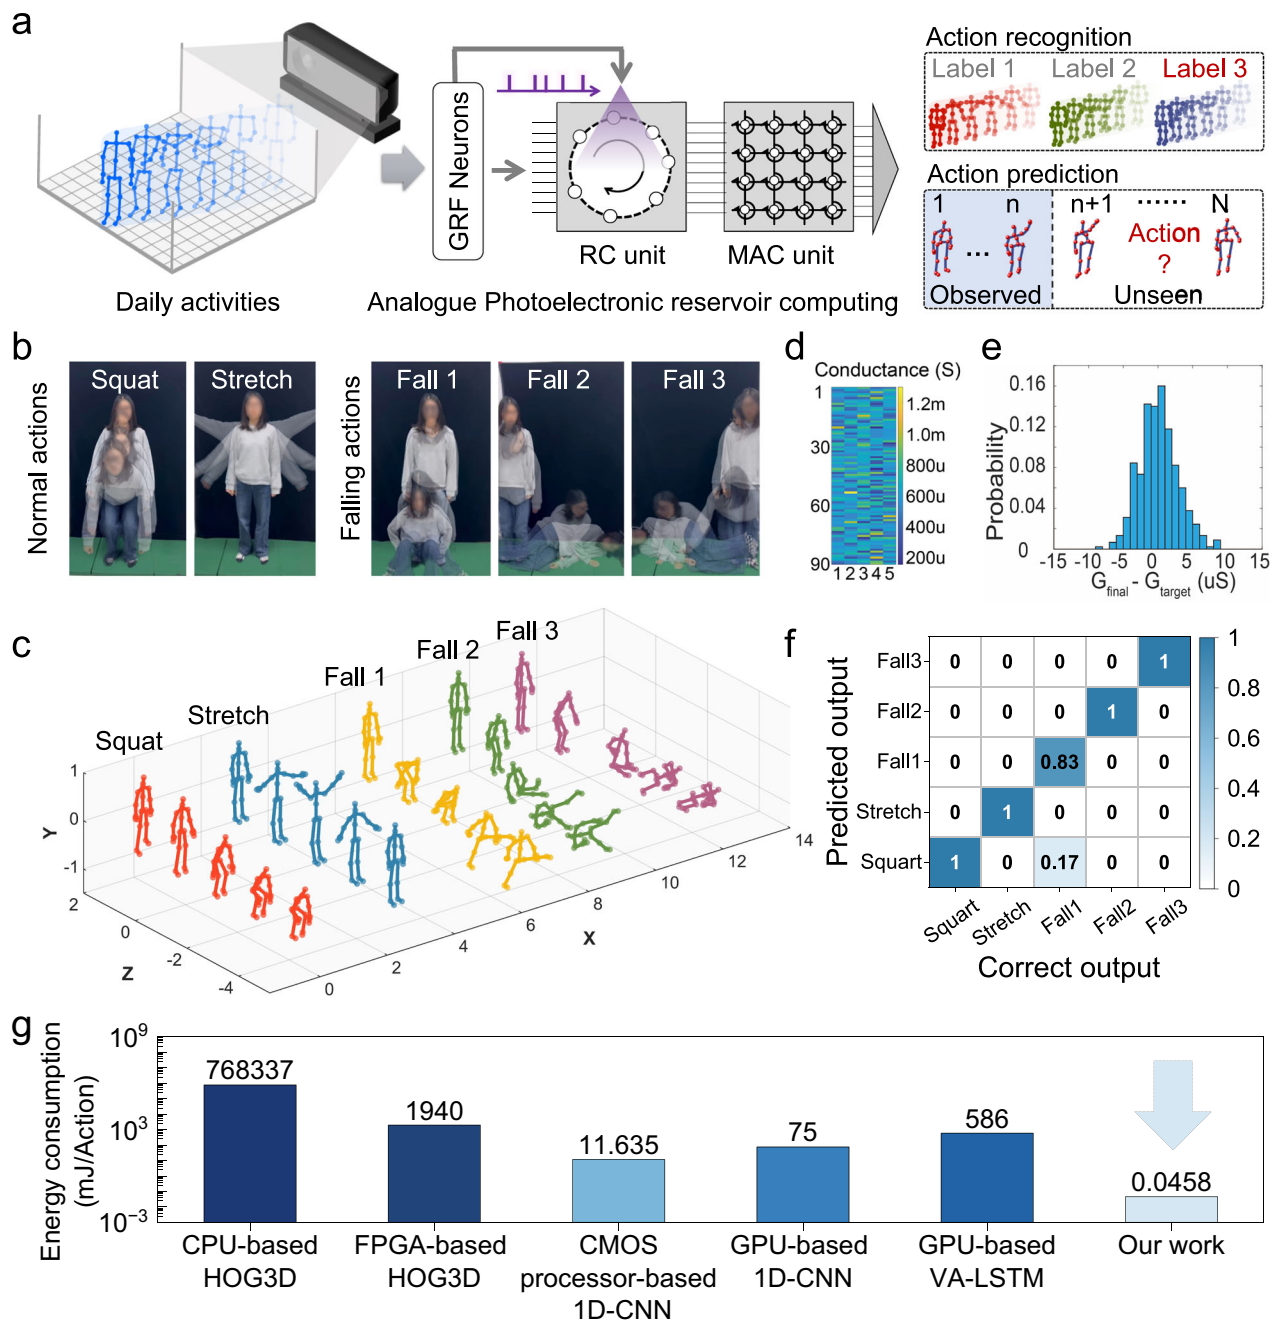 a
GRF Neurons
RC unit
MAC unit
Daily activities
Analogue Photoelectronic reservoir computing
Action recognition
Label 1 Label 2 Label 3
Action prediction
1 n n+1 ...... N
...
Action
?
Observed Unseen
b
Normal actions
Squat Stretch
Falling actions
Fall 1 Fall 2 Fall 3
d
Conductance (S)
1
30
60
90
1 2 3 4 5
1.2m
1.0m
800u
600u
400u
200u
e
Probability
0.16
0.12
0.08
0.04
0
-15 -10 -5 0 5 10 15
G_final - G_target (uS)
c
Squat
Stretch
Fall 1
Fall 2
Fall 3
Y
1
0
-1
Z
2
0
-2
-4
X
0
2
4
6
8
10
12
14
f
Predicted output
Fall3 0 0 0 0 1
Fall2 0 0 0 1 0
Fall1 0 0 0.83 0 0
Stretch 0 1 0 0 0
Squart 1 0 0.17 0 0
Squart Stretch Fall1 Fall2 Fall3
Correct output
1
0.8
0.6
0.4
0.2
0
g
Energy consumption
(mJ/Action)
10⁹
10³
10⁻³
768337
1940
11.635
75
586
0.0458
CPU-based
HOG3D
FPGA-based
HOG3D
CMOS
processor-based
1D-CNN
GPU-based
1D-CNN
GPU-based
VA-LSTM
Our work